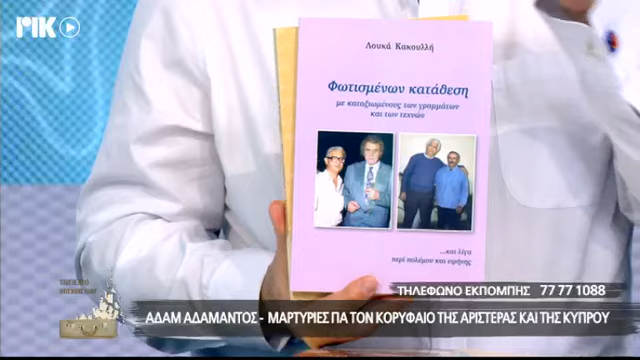 ΡΙΚ
Λουκά Κακουλλή
Φωτισμένων κατάθεση
με καταξιωμένους των γραμμάτων
και των τεχνών
...και λίγα
περί πολέμου και ειρήνης
ΤΗΛΕΦΩΝΟ ΕΚΠΟΜΠΗΣ 77 77 1088
ΑΔΑΜ ΑΔΑΜΑΝΤΟΣ - ΜΑΡΤΥΡΙΕΣ ΓΙΑ ΤΟΝ ΚΟΡΥΦΑΙΟ ΤΗΣ ΑΡΙΣΤΕΡΑΣ ΚΑΙ ΤΗΣ ΚΥΠΡΟΥ